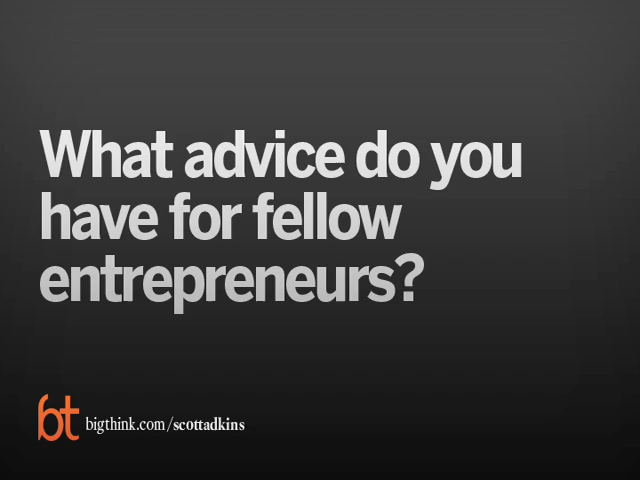 What advice do you
have for fellow
entrepreneurs?
bt bigthink.com/scottadkins